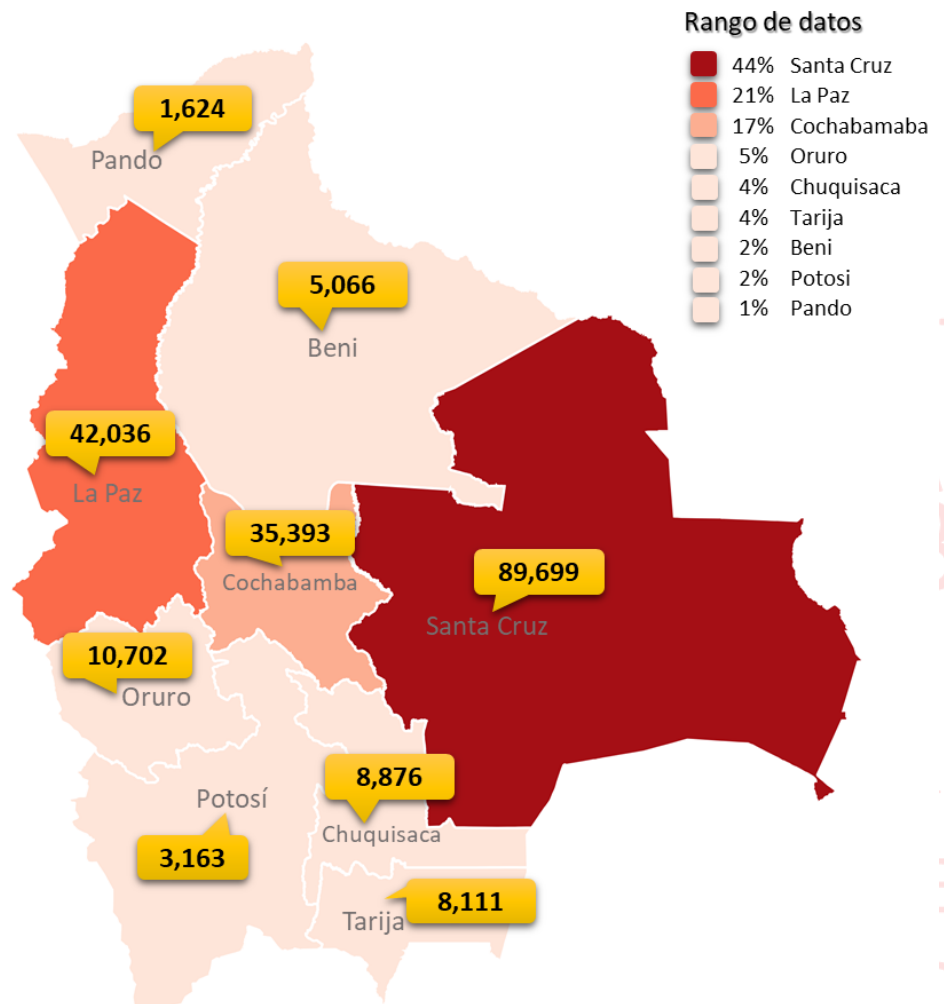 Rango de datos
44% Santa Cruz
21% La Paz
17% Cochabamaba
5% Oruro
4% Chuquisaca
4% Tarija
2% Beni
2% Potosi
1% Pando
1,624
Pando
5,066
Beni
42,036
La Paz
35,393
Cochabamba
89,699
Santa Cruz
10,702
Oruro
8,876
Chuquisaca
Potosí
3,163
8,111
Tarija